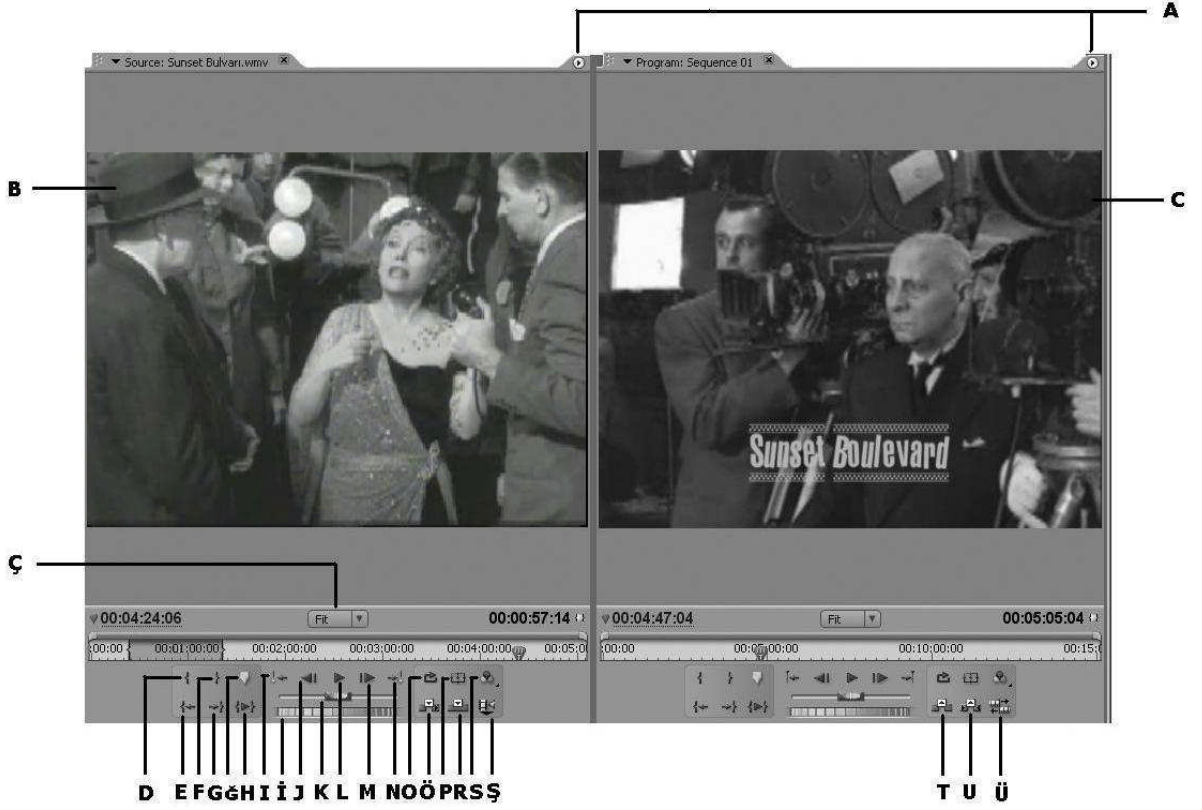 A
Source: Sunset Bulvarı.wmv
Program: Sequence 01
B
C
Sunset Boulevard
Ç
00:04:24:06 Fit 00:00:57:14
00:04:47:04 Fit 00:05:05:04
:00:00 00:01:00:00 00:02:00:00 00:03:00:00 00:04:00:00 00:05:0
:00:00 00:05:00:00 00:10:00:00 00:15:0
D E F G Ğ H I İ J K L M N O Ö P R S Ş T U Ü